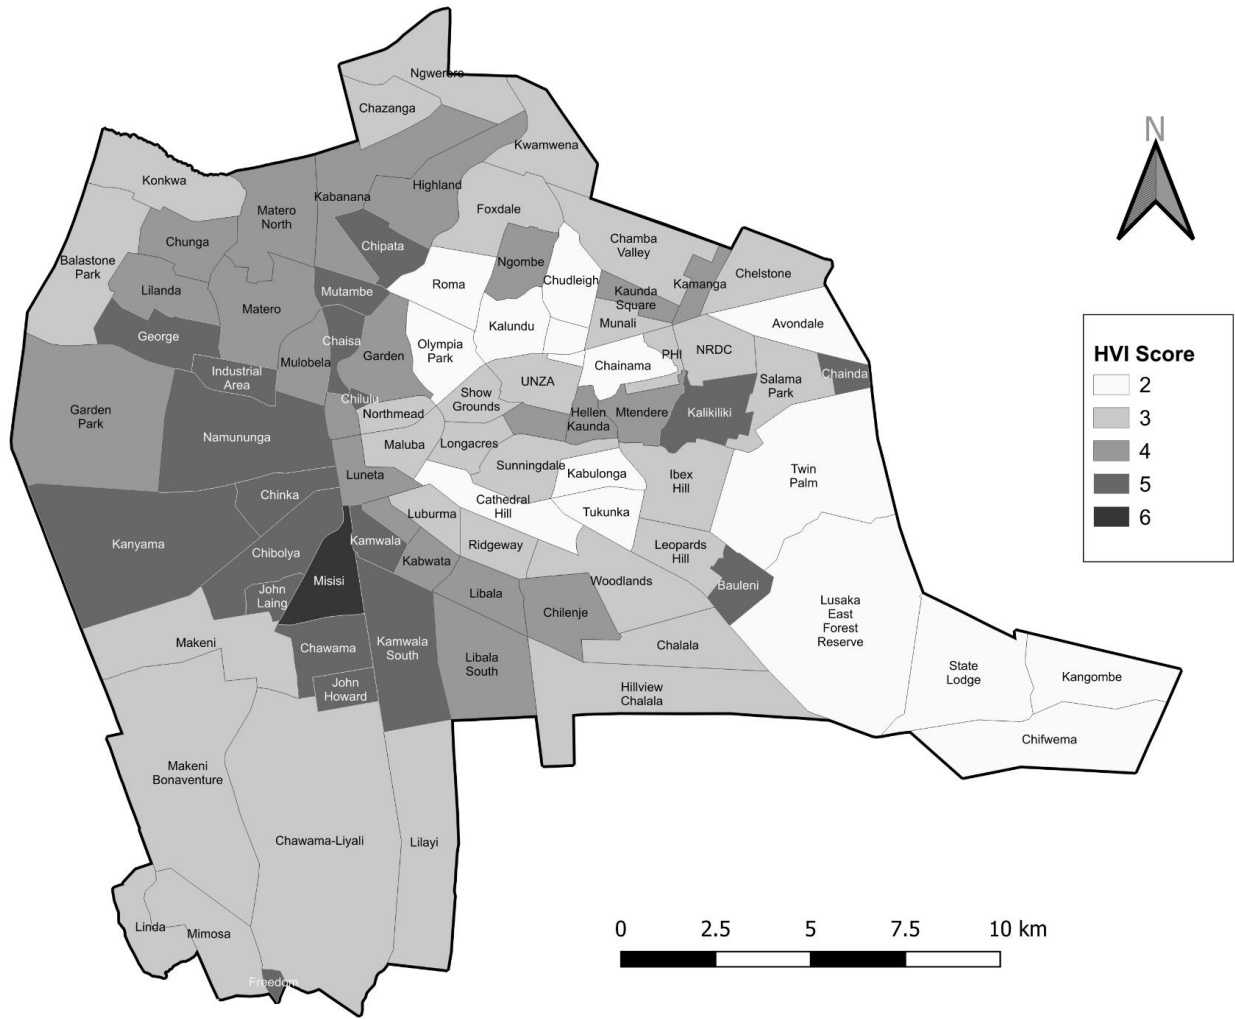 Ngwerere
Chazanga
N
Kwamwena
Konkwa
Highland
Kabanana
Matero
North
Foxdale
Chunga
Chipata
Chamba
Valley
Balastone
Park
Ngombe
Chelstone
Chudleigh
Kamanga
Roma
Lilanda
Mutambe
Kaunda
Square
Matero
Munali
Avondale
Kalundu
George
Chaisa
Olympia
Park
Garden
PHI
NRDC
HVI Score
Mulobela
Chainama
Industrial
Area
UNZA
Salama
Park
Chainda
2
Chilulu
Show
Grounds
Garden
Park
Northmead
Hellen
Kaunda
Mtendere
Kalikiliki
3
Namununga
Maluba
Longacres
4
Luneta
Sunningdale
Kabulonga
Ibex
Hill
Twin
Palm
5
Chinka
Cathedral
Hill
Tukunka
Luburma
6
Kanyama
Kamwala
Ridgeway
Leopards
Hill
Chibolya
Kabwata
Misisi
Woodlands
Bauleni
John
Laing
Libala
Chilenje
Lusaka
East
Forest
Reserve
Makeni
Chawama
Kamwala
South
Chalala
Libala
South
State
Lodge
Kangombe
John
Howard
Hillview
Chalala
Chifwema
Makeni
Bonaventure
Chawama-Liyali
Lilayi
Linda
Mimosa
0 2.5 5 7.5 10 km
Freedom